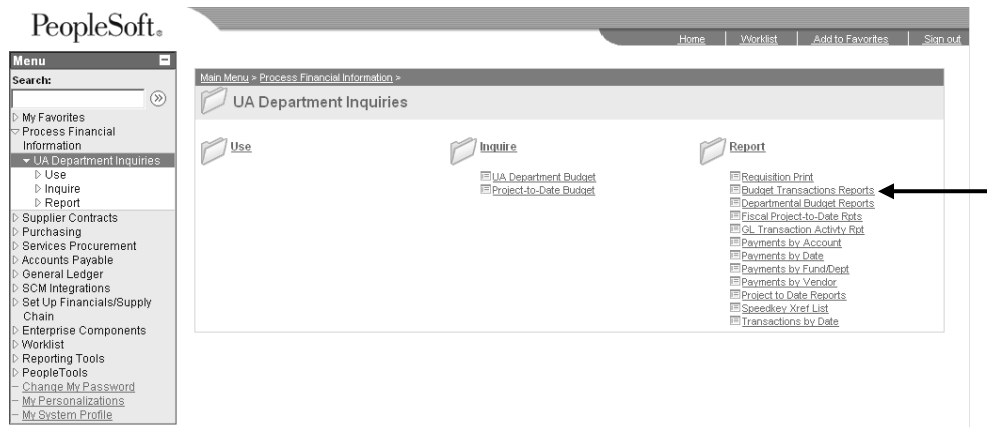 PeopleSoft.
Home Worklist Add to Favorites Sign out
Menu
Search:
My Favorites
Process Financial
Information
UA Department Inquiries
Use
Inquire
Report
Supplier Contracts
Purchasing
Services Procurement
Accounts Payable
General Ledger
SCM Integrations
Set Up Financials/Supply
Chain
Enterprise Components
Worklist
Reporting Tools
PeopleTools
Change My Password
My Personalizations
My System Profile
Main Menu > Process Financial Information >
UA Department Inquiries
Use
Inquire
UA Department Budget
Project-to-Date Budget
Report
Requisition Print
Budget Transactions Reports
Departmental Budget Reports
Fiscal Project-to-Date Rpts
GL Transaction Activty Rpt
Payments by Account
Payments by Date
Payments by Fund/Dept
Payments by Vendor
Project to Date Reports
Speedkey Xref List
Transactions by Date